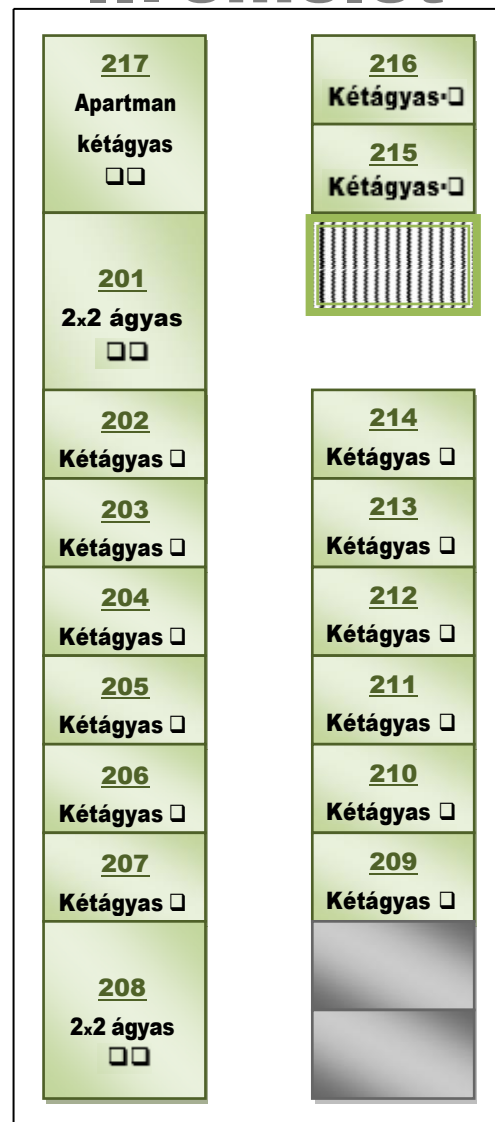 217
Apartman
kétágyas
❑❑
201
2x2 ágyas
❑❑
202
Kétágyas ❑
203
Kétágyas ❑
204
Kétágyas ❑
205
Kétágyas ❑
206
Kétágyas ❑
207
Kétágyas ❑
208
2x2 ágyas
❑❑
216
Kétágyas·❑
215
Kétágyas·❑
214
Kétágyas ❑
213
Kétágyas ❑
212
Kétágyas ❑
211
Kétágyas ❑
210
Kétágyas ❑
209
Kétágyas ❑